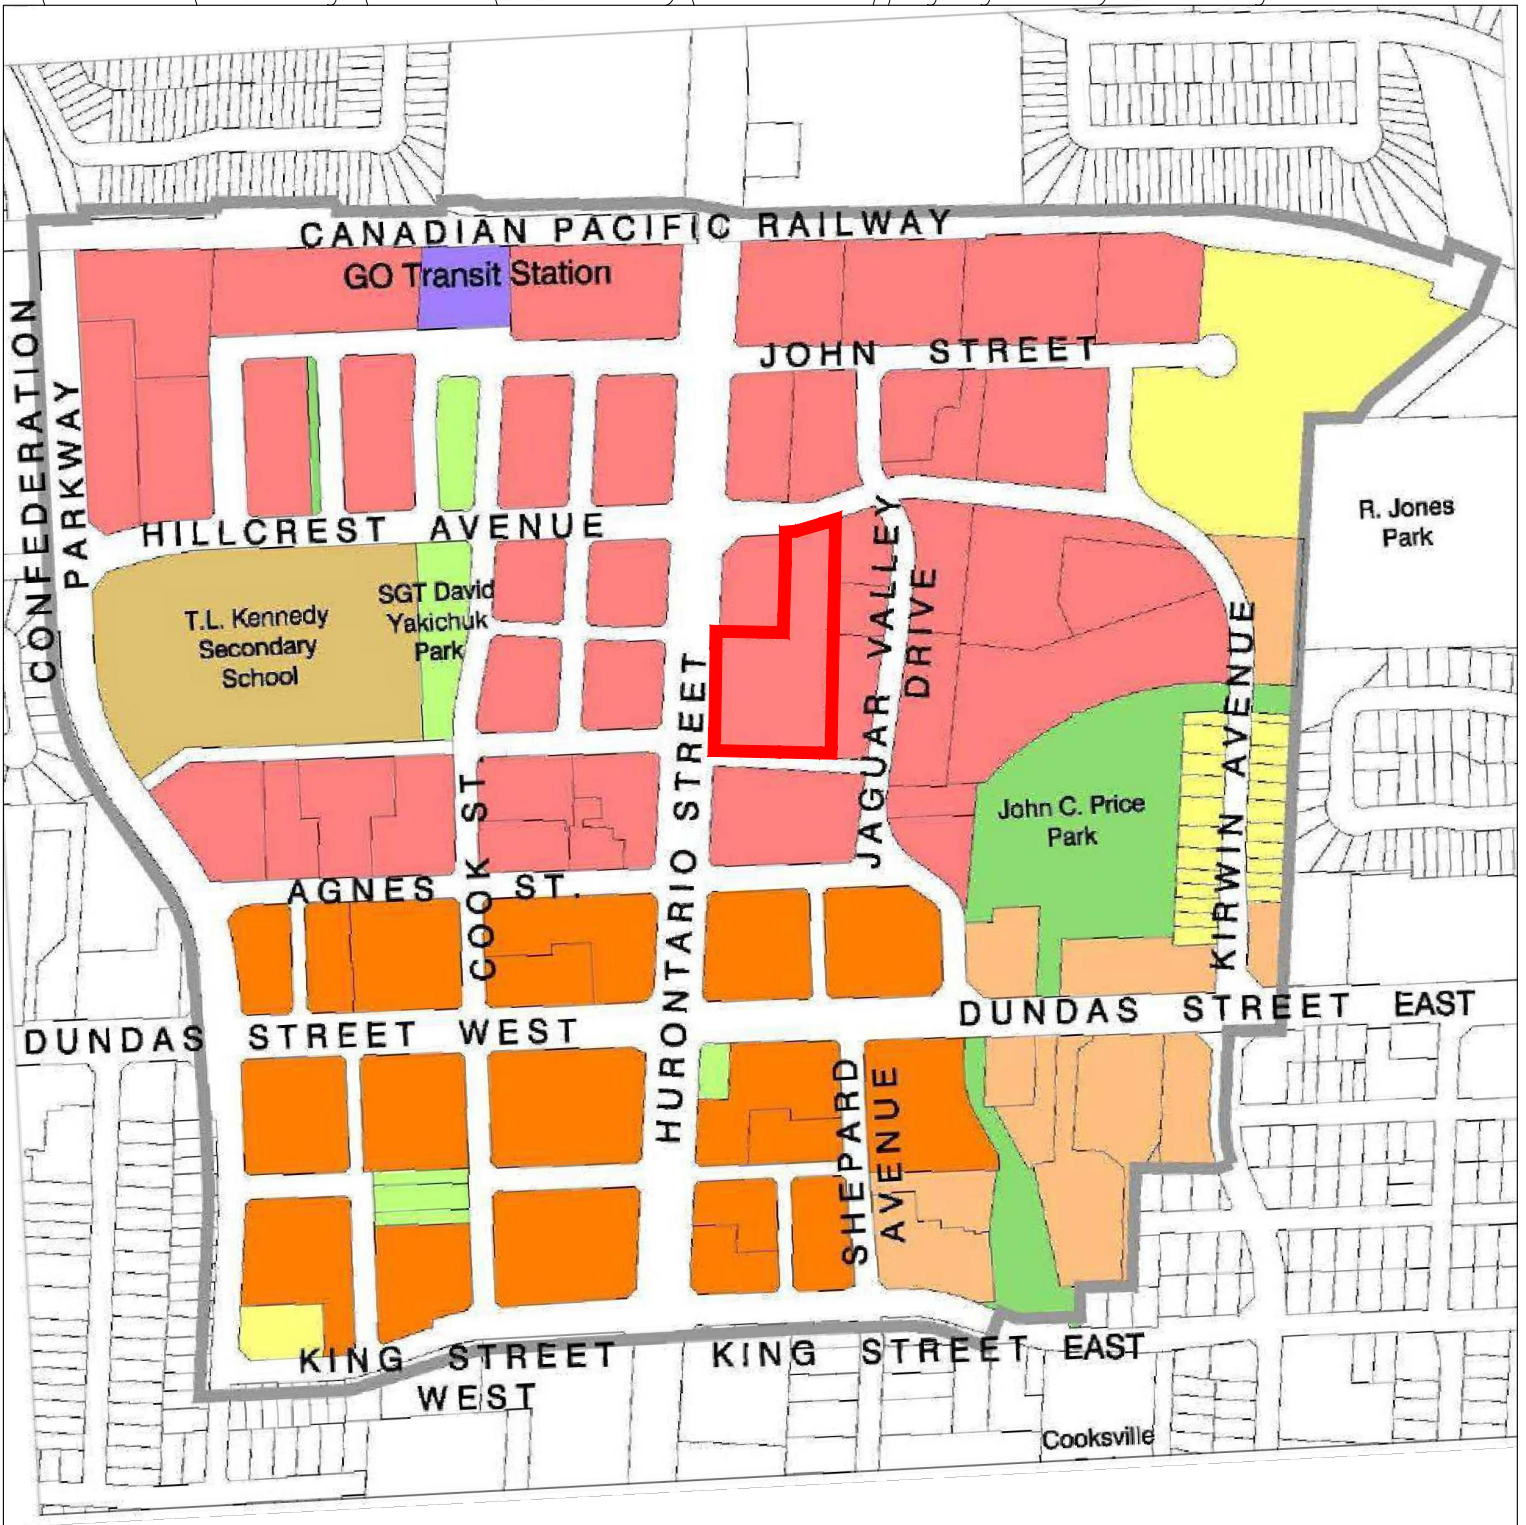 CANADIAN PACIFIC RAILWAY
GO Transit Station
JOHN STREET
CONFEDERATION
PARKWAY
HILLCREST AVENUE
R. Jones
Park
T.L. Kennedy
Secondary
School
SGT David
Yakichuk
Park
JAGUAR VALLEY
DRIVE
HURONTARIO STREET
KIRWIN AVENUE
John C. Price
Park
COOK ST
AGNES ST.
DUNDAS STREET WEST
DUNDAS STREET EAST
SHEPARD
AVENUE
KING STREET
WEST
KING STREET EAST
Cooksville